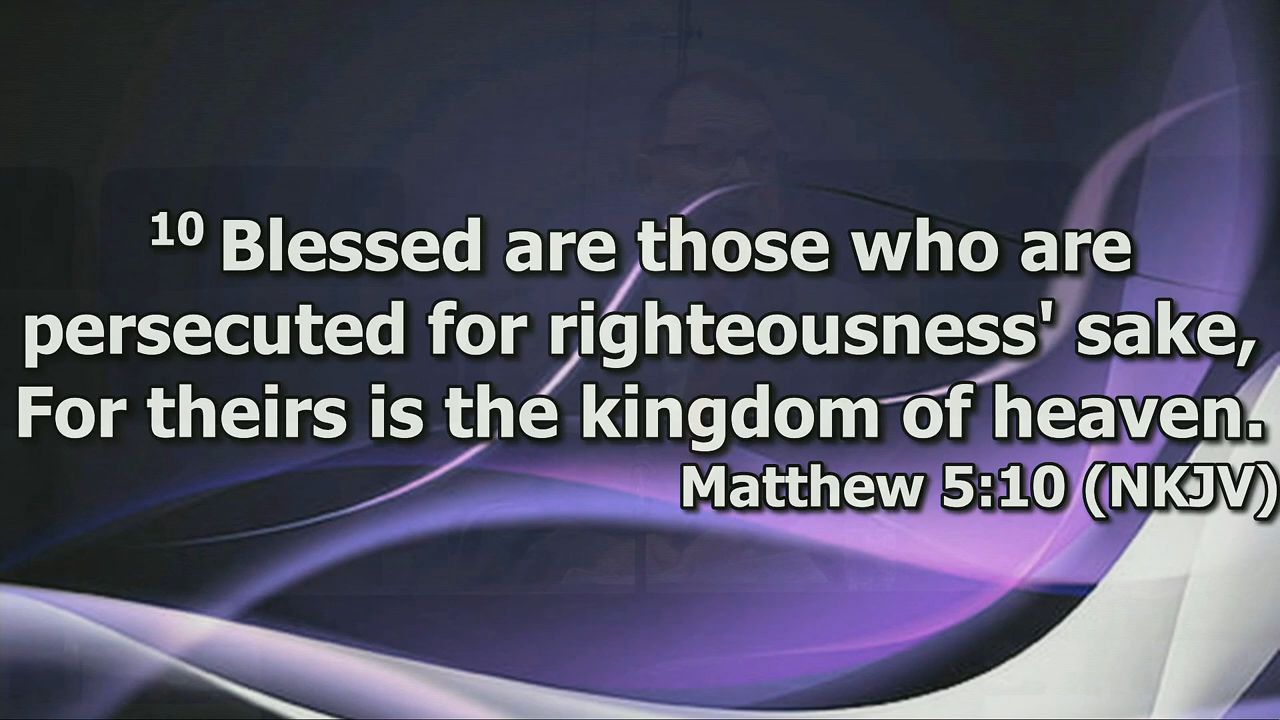 10 Blessed are those who are
persecuted for righteousness' sake,
For theirs is the kingdom of heaven.
Matthew 5:10 (NKJV)